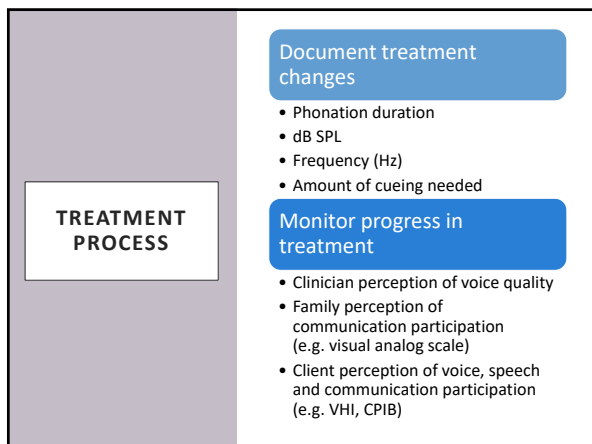 TREATMENT
PROCESS
Document treatment
changes
• Phonation duration
• dB SPL
• Frequency (Hz)
• Amount of cueing needed
Monitor progress in
treatment
• Clinician perception of voice quality
• Family perception of
communication participation
(e.g. visual analog scale)
• Client perception of voice, speech
and communication participation
(e.g. VHI, CPIB)